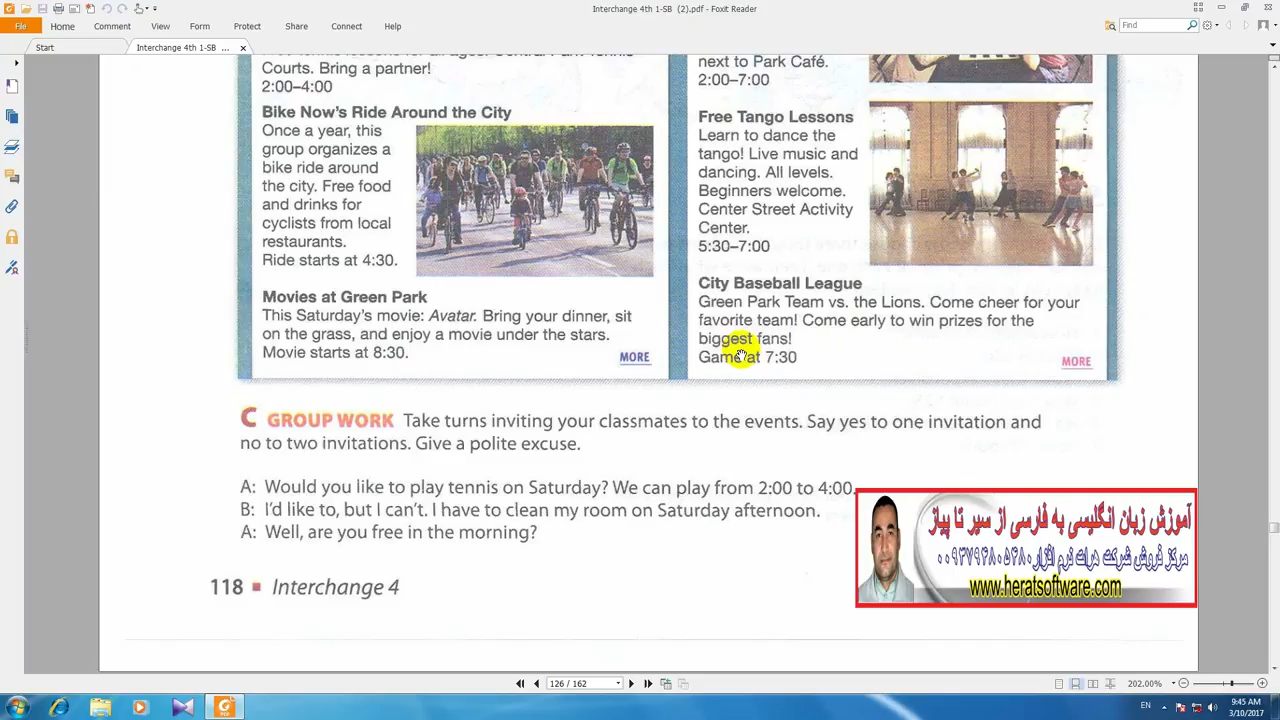 Interchange 4th 1-SB (2).pdf - Foxit Reader
File Home Comment View Form Protect Share Connect Help
Find
Start Interchange 4th 1-SB ...
Courts. Bring a partner!
2:00–4:00
Bike Now's Ride Around the City
Once a year, this
group organizes a
bike ride around
the city. Free food
and drinks for
cyclists from local
restaurants.
Ride starts at 4:30.
Movies at Green Park
This Saturday's movie: Avatar. Bring your dinner, sit
on the grass, and enjoy a movie under the stars.
Movie starts at 8:30.
MORE
next to Park Café.
2:00–7:00
Free Tango Lessons
Learn to dance the
tango! Live music and
dancing. All levels.
Beginners welcome.
Center Street Activity
Center.
5:30–7:00
City Baseball League
Green Park Team vs. the Lions. Come cheer for your
favorite team! Come early to win prizes for the
biggest fans!
Game at 7:30
MORE
C GROUP WORK Take turns inviting your classmates to the events. Say yes to one invitation and
no to two invitations. Give a polite excuse.
A: Would you like to play tennis on Saturday? We can play from 2:00 to 4:00.
B: I'd like to, but I can't. I have to clean my room on Saturday afternoon.
A: Well, are you free in the morning?
118 ▪ Interchange 4
آموزش زبان انگلیسی به فارسی از سیر تا پیاز
مرکز فروش شرکت هرات نرم افزار ۰۰۹۳۷۹۴۸۰۵۴۸۰
www.heratsoftware.com
126 / 162
202.00%
EN
9:45 AM
3/10/2017